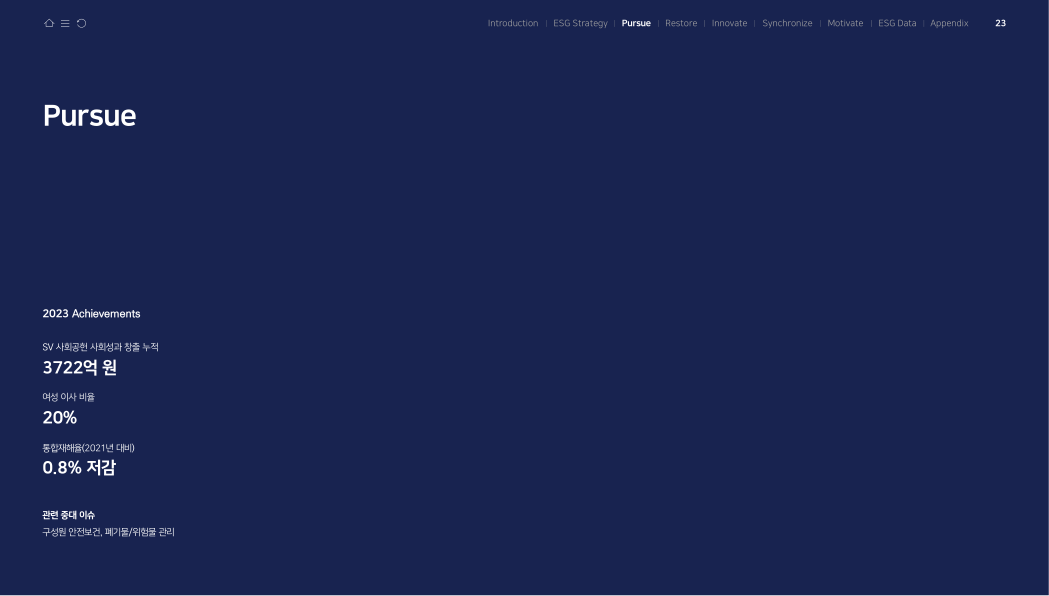 Introduction | ESG Strategy | Pursue | Restore | Innovate | Synchronize | Motivate | ESG Data | Appendix 23
Pursue
2023 Achievements
SV 사회공헌 사회성과 창출 누적
3722억 원
여성 이사 비율
20%
통합재해율(2021년 대비)
0.8% 저감
관련 중대 이슈
구성원 안전보건, 폐기물/위험물 관리